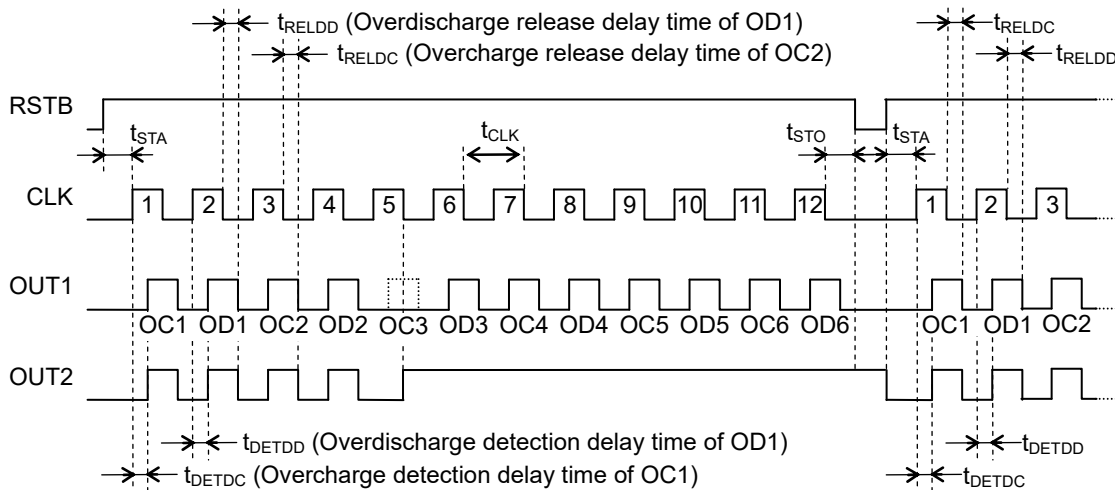 tRELDD (Overdischarge release delay time of OD1)
tRELDC
tRELDC (Overcharge release delay time of OC2)
tRELDD
RSTB
tSTA
tCLK
tSTO
tSTA
CLK
1 2 3 4 5 6 7 8 9 10 11 12 1 2 3
OUT1
OC1 OD1 OC2 OD2 OC3 OD3 OC4 OD4 OC5 OD5 OC6 OD6 OC1 OD1 OC2
OUT2
tDETDD (Overdischarge detection delay time of OD1)
tDETDD
tDETDC (Overcharge detection delay time of OC1)
tDETDC